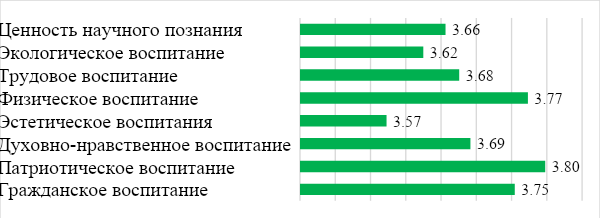 Ценность научного познания 3.66
Экологическое воспитание 3.62
Трудовое воспитание 3.68
Физическое воспитание 3.77
Эстетическое воспитания 3.57
Духовно-нравственное воспитание 3.69
Патриотическое воспитание 3.80
Гражданское воспитание 3.75